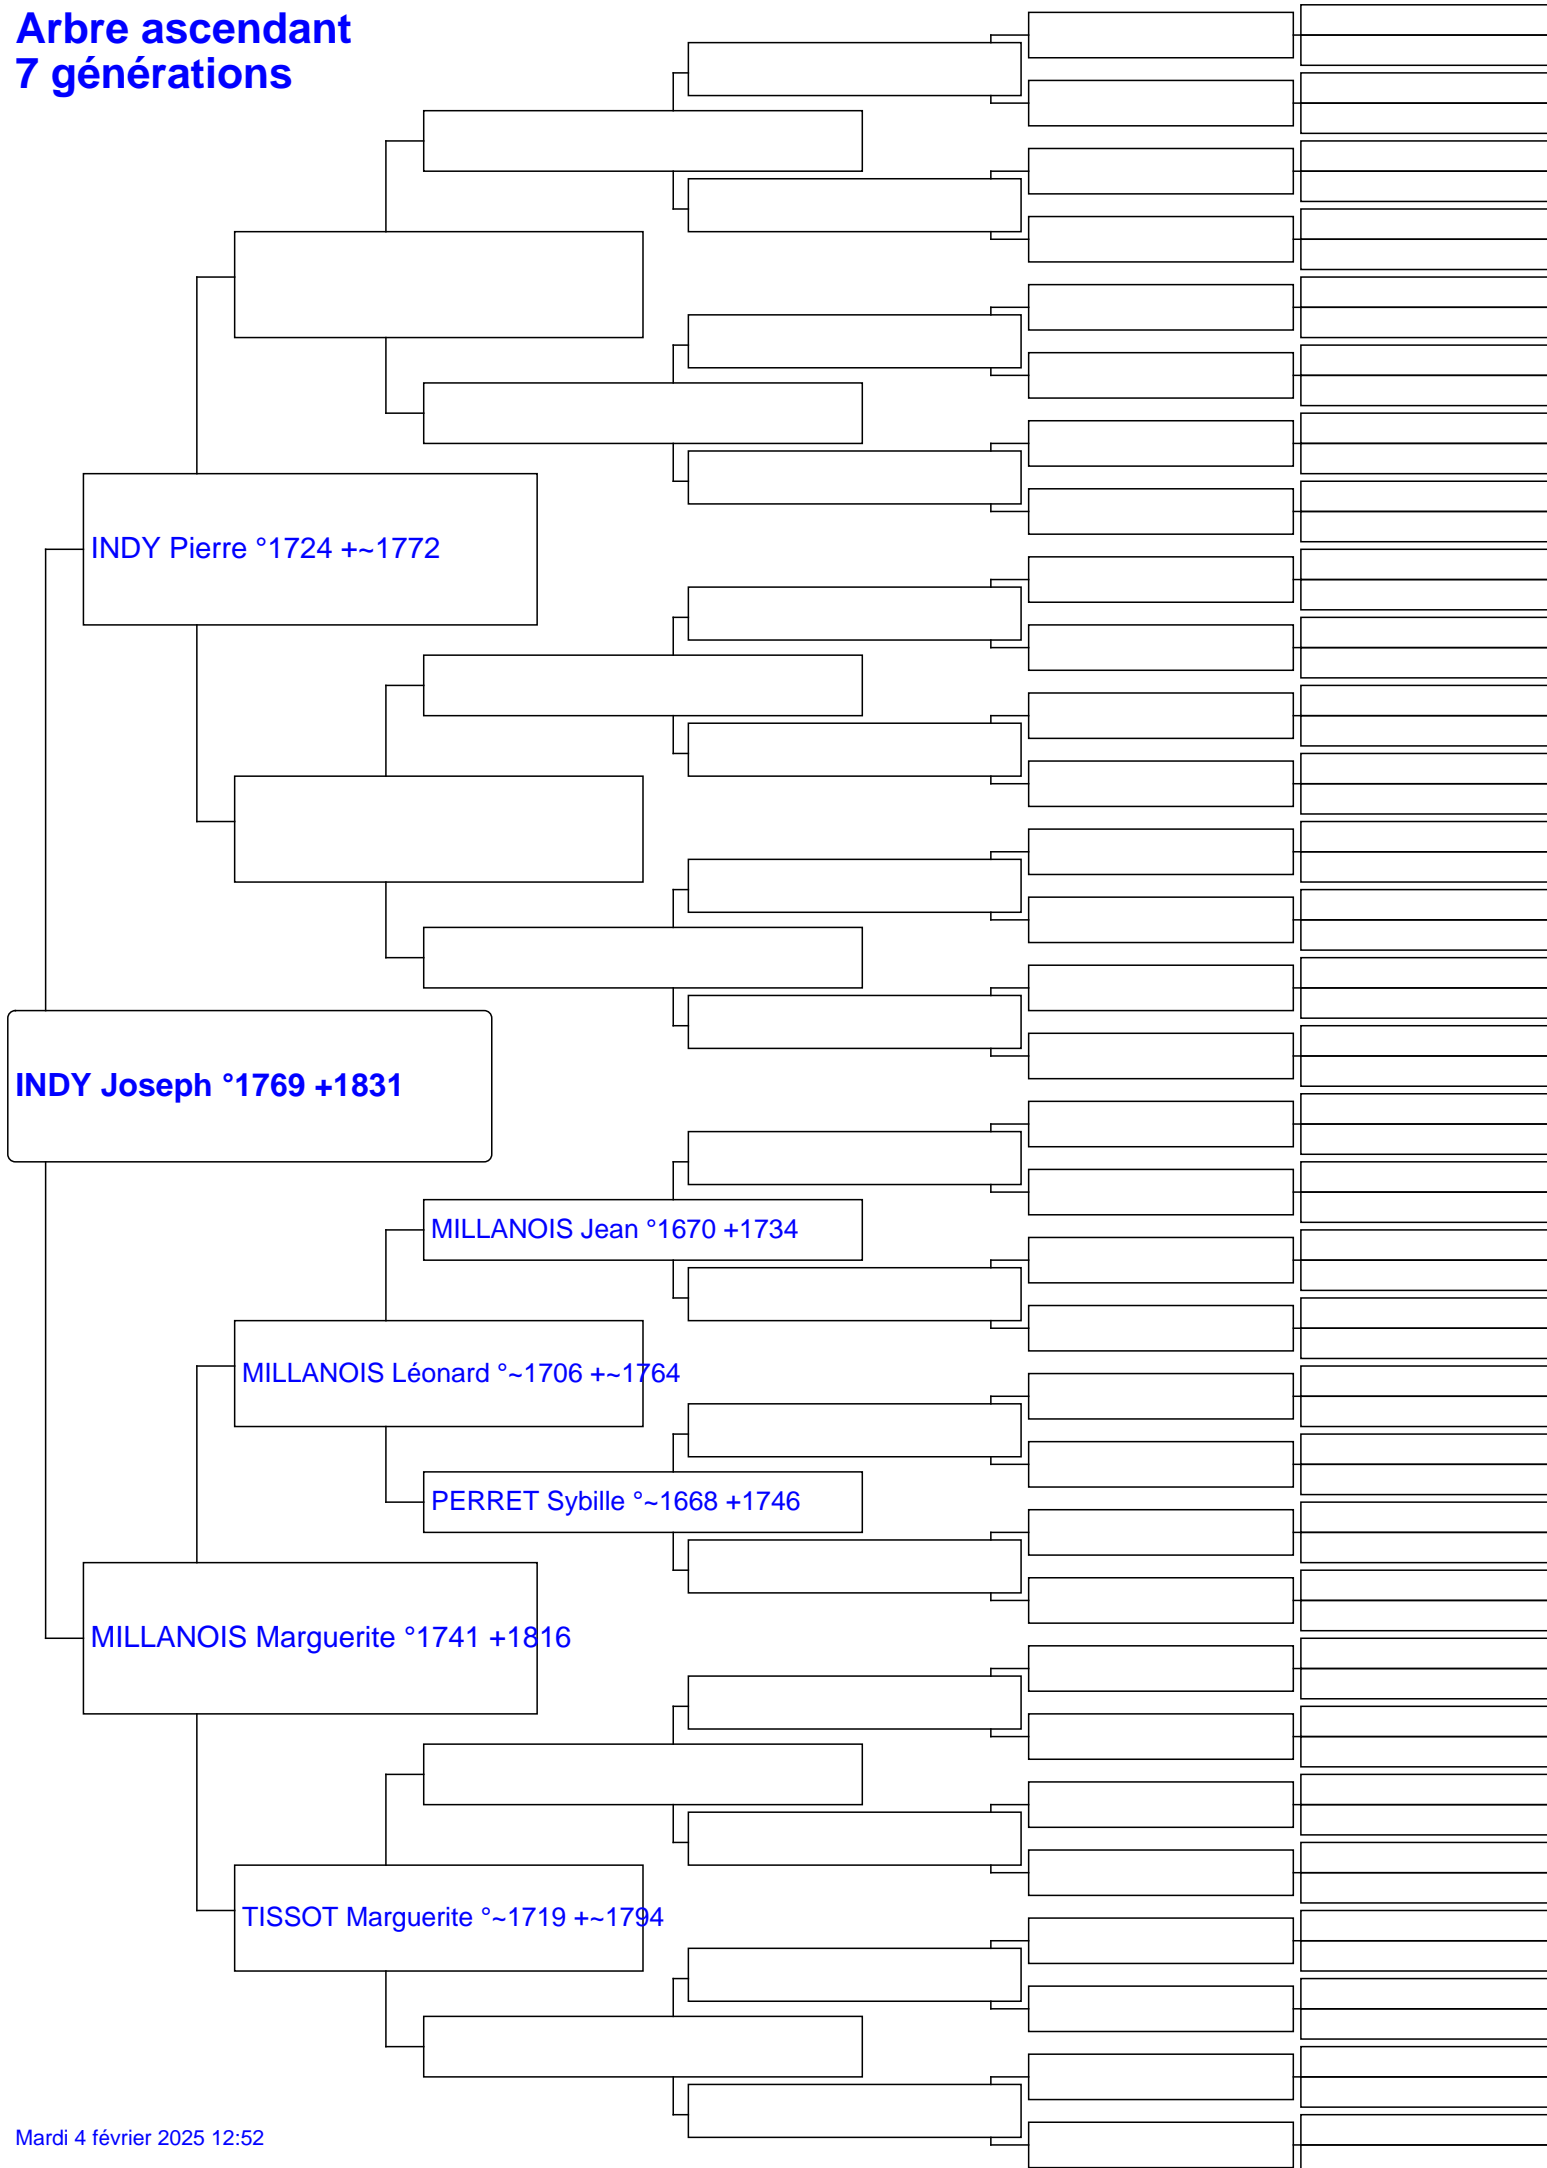 Arbre ascendant
7 générations
INDY Pierre °1724 +~1772
INDY Joseph °1769 +1831
MILLANOIS Jean °1670 +1734
MILLANOIS Léonard °~1706 +~1764
PERRET Sybille °~1668 +1746
MILLANOIS Marguerite °1741 +1816
TISSOT Marguerite °~1719 +~1794
Mardi 4 février 2025 12:52